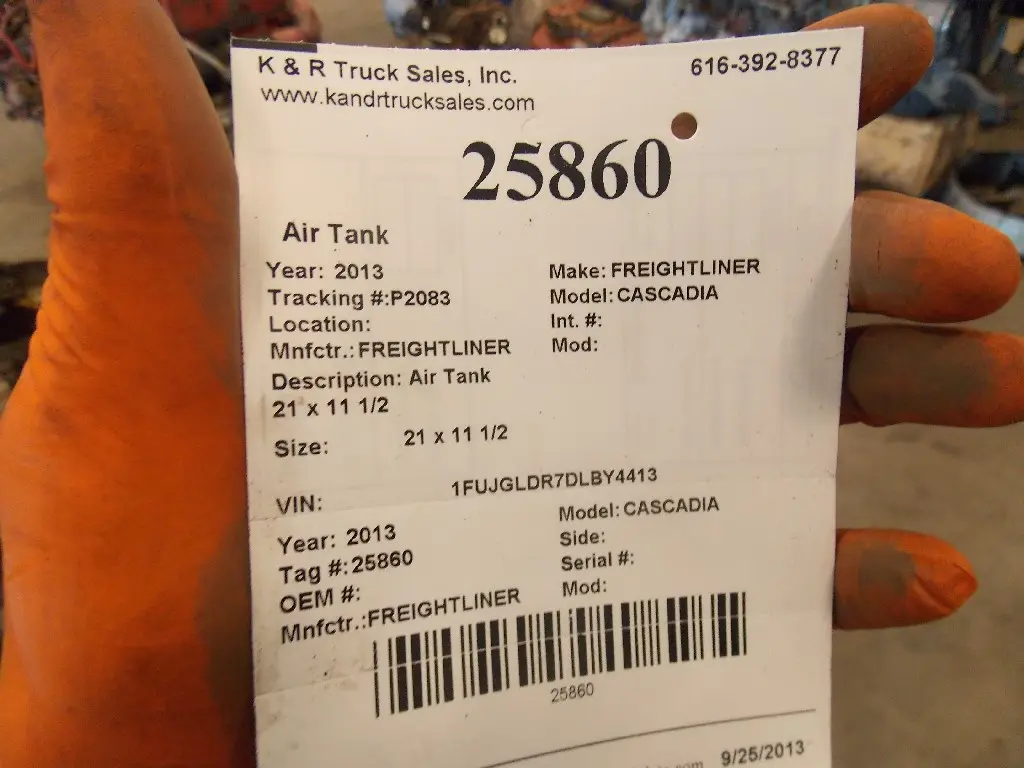 K & R Truck Sales, Inc. 616-392-8377
www.kandrtrucksales.com
25860
Air Tank
Year: 2013 Make: FREIGHTLINER
Tracking #:P2083 Model: CASCADIA
Location: Int. #:
Mnfctr.: FREIGHTLINER Mod:
Description: Air Tank
21 x 11 1/2
Size: 21 x 11 1/2
VIN: 1FUJGLDR7DLBY4413
Year: 2013 Model: CASCADIA
Tag #:25860 Side:
OEM #: Serial #:
Mnfctr.:FREIGHTLINER Mod:
25860
9/25/2013